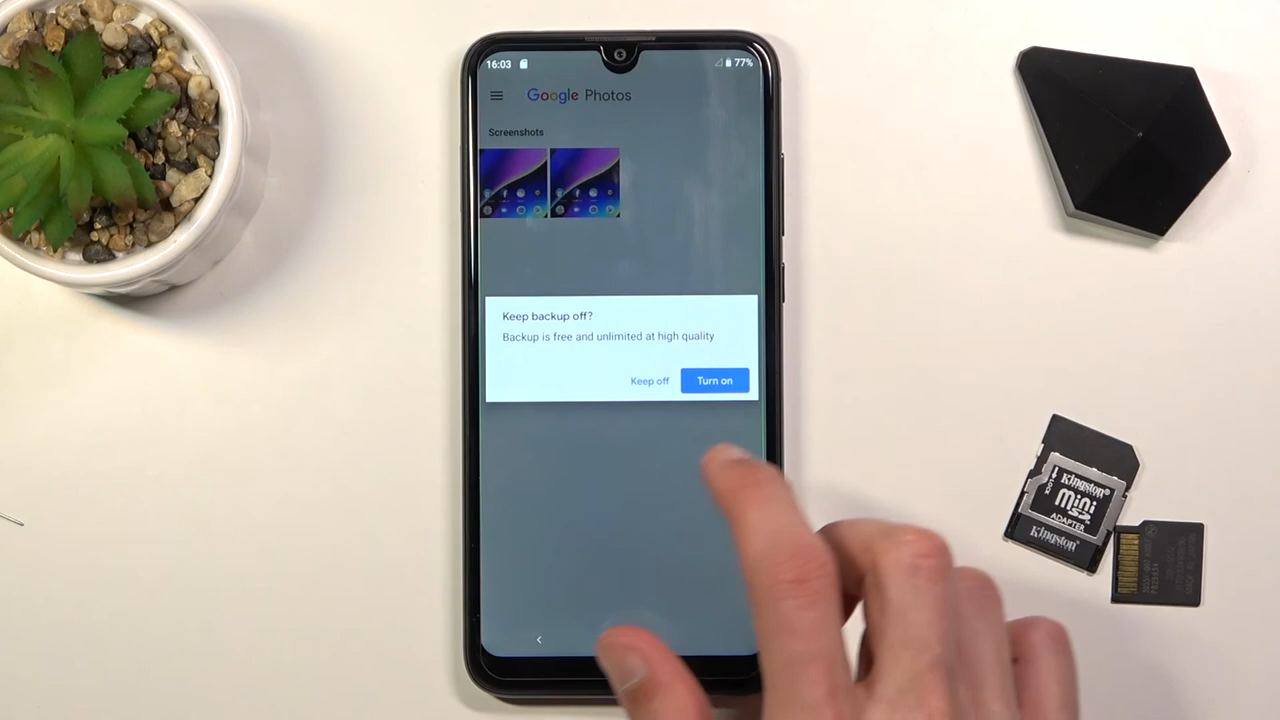 16:03
77%
Google Photos
Screenshots
Keep backup off?
Backup is free and unlimited at high quality
Keep off
Turn on
LOCK
Kingston
mini
SD
ADAPTER
Kingston